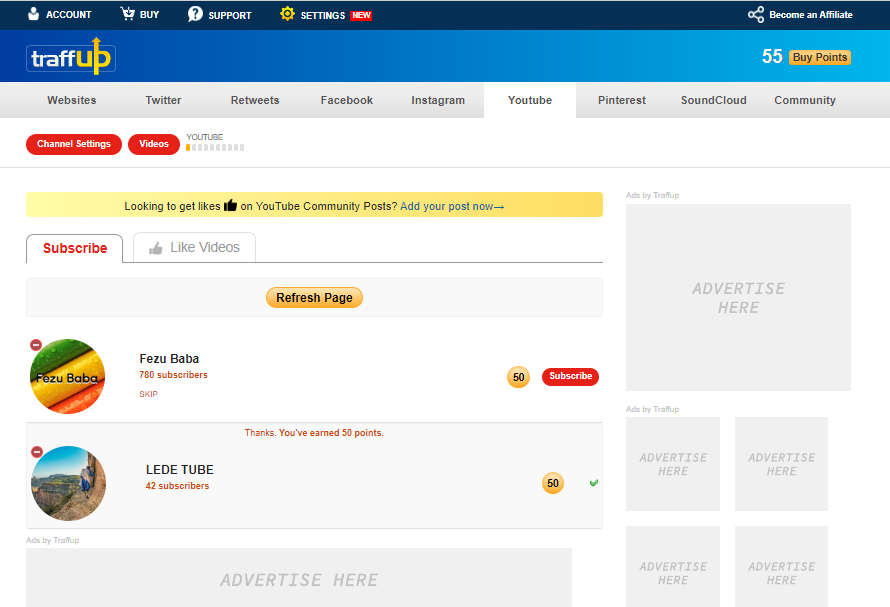 ACCOUNT BUY SUPPORT SETTINGS NEW Become an Affiliate
traffup 55 Buy Points
Websites Twitter Retweets Facebook Instagram Youtube Pinterest SoundCloud Community
Channel Settings Videos YOUTUBE
Looking to get likes on YouTube Community Posts? Add your post now→
Subscribe Like Videos
Refresh Page
Fezu Baba
Fezu Baba
780 subscribers
SKIP
50 Subscribe
Thanks. You've earned 50 points.
LEDE TUBE
42 subscribers
50
Ads by Traffup
ADVERTISE HERE
Ads by Traffup
ADVERTISE
HERE
Ads by Traffup
ADVERTISE
HERE
ADVERTISE
HERE
ADVERTISE
HERE
ADVERTISE
HERE